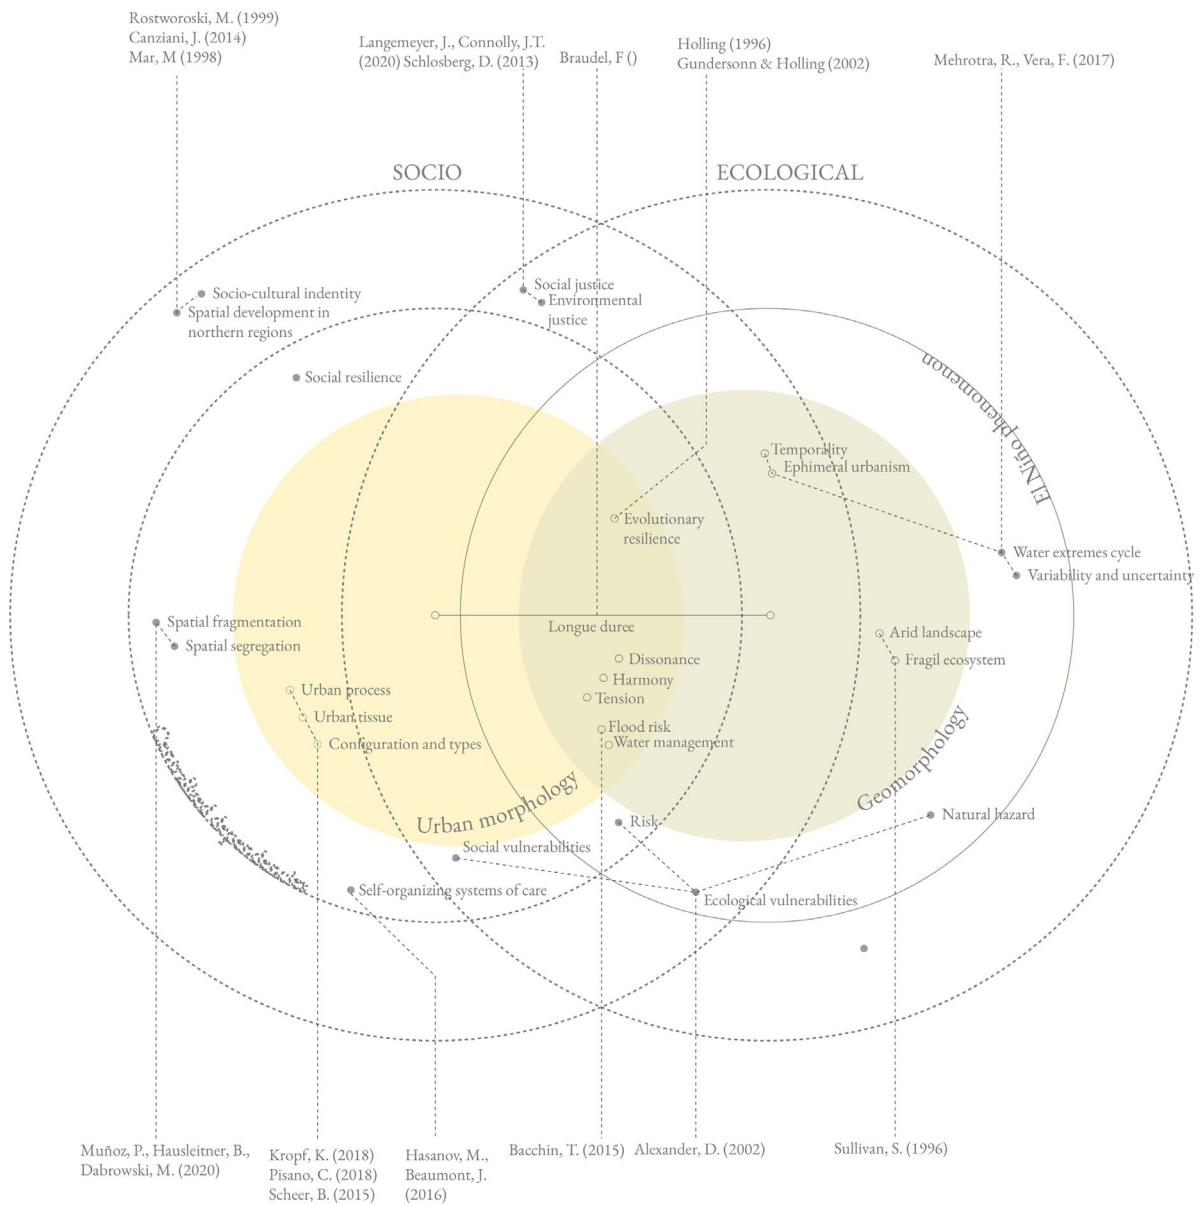 Rostworoski, M. (1999)
Canziani, J. (2014)
Mar, M (1998)
Langemeyer, J., Connolly, J.T.
(2020) Schlosberg, D. (2013)
Braudel, F ()
Holling (1996)
Gundersonn & Holling (2002)
Mehrotra, R., Vera, F. (2017)
SOCIO
ECOLOGICAL
Socio-cultural indentity
Spatial development in
northern regions
Social justice
Environmental
justice
Social resilience
El Niño phenomenon
Temporality
Ephimeral urbanism
Evolutionary
resilience
Water extremes cycle
Variability and uncertainty
Spatial fragmentation
Spatial segregation
Longue duree
Arid landscape
Fragil ecosystem
Dissonance
Harmony
Tension
Urban process
Urban tissue
Configuration and types
Flood risk
Water management
Urban morphology
Geomorphology
Risk
Natural hazard
Social vulnerabilities
Self-organizing systems of care
Ecological vulnerabilities
Muñoz, P., Hausleitner, B.,
Dabrowski, M. (2020)
Kropf, K. (2018)
Pisano, C. (2018)
Scheer, B. (2015)
Hasanov, M.,
Beaumont, J.
(2016)
Bacchin, T. (2015)
Alexander, D. (2002)
Sullivan, S. (1996)